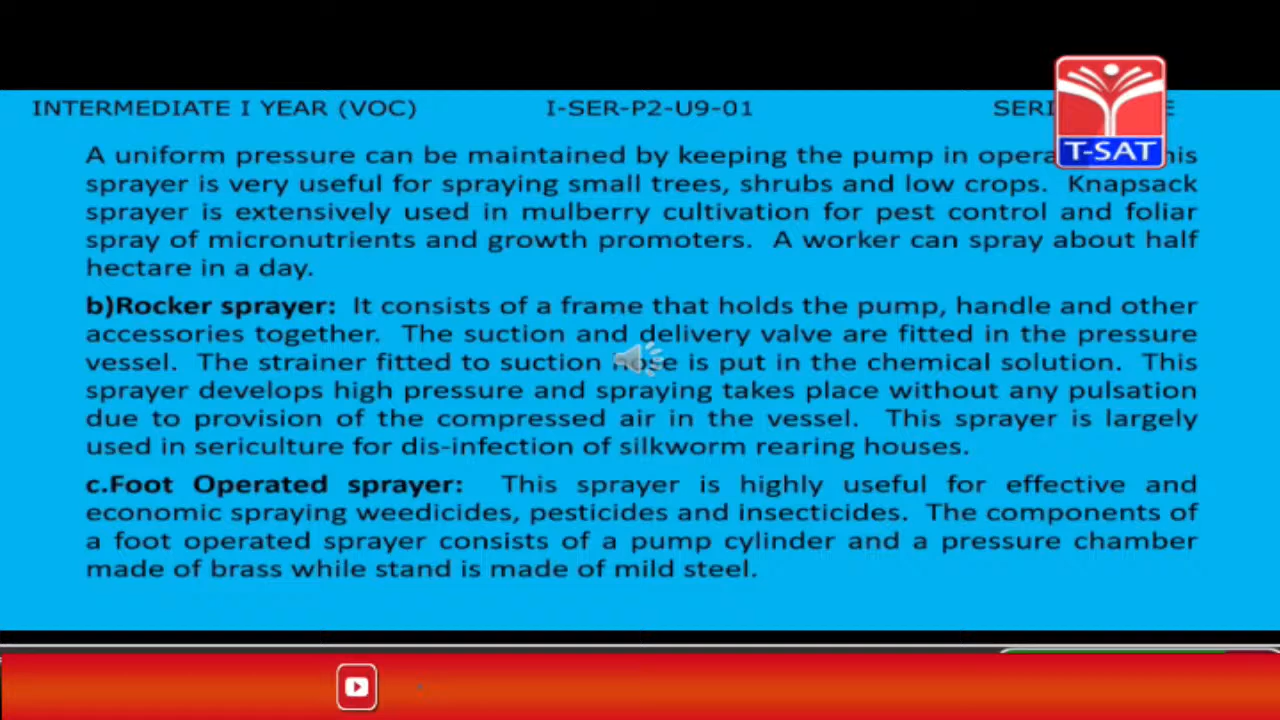 INTERMEDIATE I YEAR (VOC) I-SER-P2-U9-01 SERI E
T-SAT
A uniform pressure can be maintained by keeping the pump in opera his
sprayer is very useful for spraying small trees, shrubs and low crops. Knapsack
sprayer is extensively used in mulberry cultivation for pest control and foliar
spray of micronutrients and growth promoters. A worker can spray about half
hectare in a day.
b)Rocker sprayer: It consists of a frame that holds the pump, handle and other
accessories together. The suction and delivery valve are fitted in the pressure
vessel. The strainer fitted to suction hose is put in the chemical solution. This
sprayer develops high pressure and spraying takes place without any pulsation
due to provision of the compressed air in the vessel. This sprayer is largely
used in sericulture for dis-infection of silkworm rearing houses.
c.Foot Operated sprayer: This sprayer is highly useful for effective and
economic spraying weedicides, pesticides and insecticides. The components of
a foot operated sprayer consists of a pump cylinder and a pressure chamber
made of brass while stand is made of mild steel.